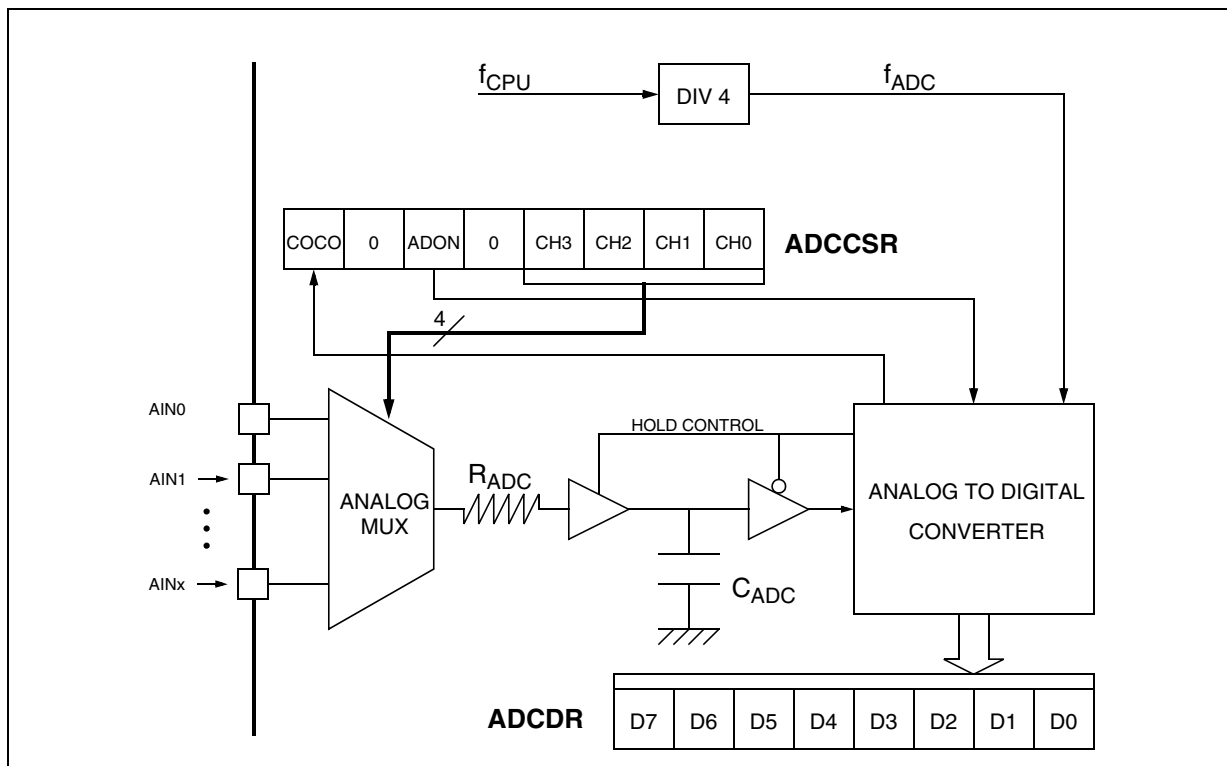 fCPU
DIV 4
fADC
COCO 0 ADON 0 CH3 CH2 CH1 CH0
ADCCSR
4
AIN0
HOLD CONTROL
AIN1
RADC
ANALOG
MUX
ANALOG TO DIGITAL
CONVERTER
AINx
CADC
ADCDR
D7 D6 D5 D4 D3 D2 D1 D0